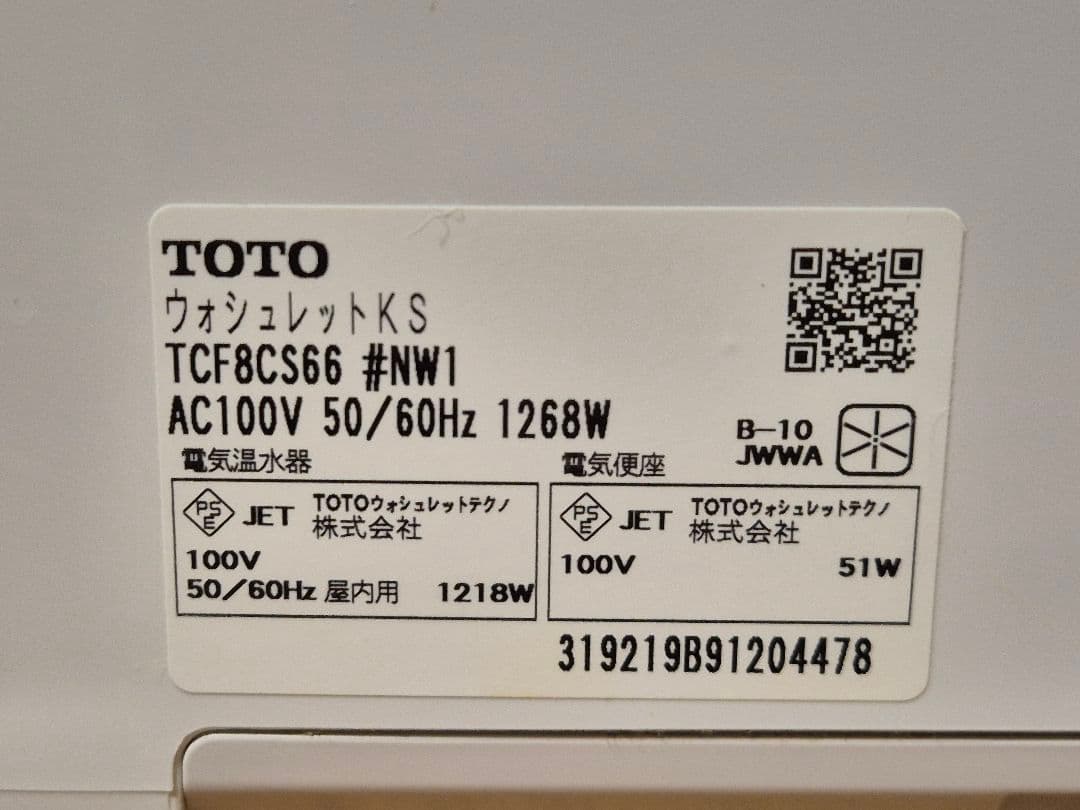 TOTO
ウォシュレットKS
TCF8CS66 #NW1
AC100V 50/60Hz 1268W
B-10
JWWA
電気温水器
PSE JET TOTOウォシュレットテクノ
株式会社
100V
50/60Hz 屋内用 1218W
電気便座
PSE JET TOTOウォシュレットテクノ
株式会社
100V 51W
319219B91204478